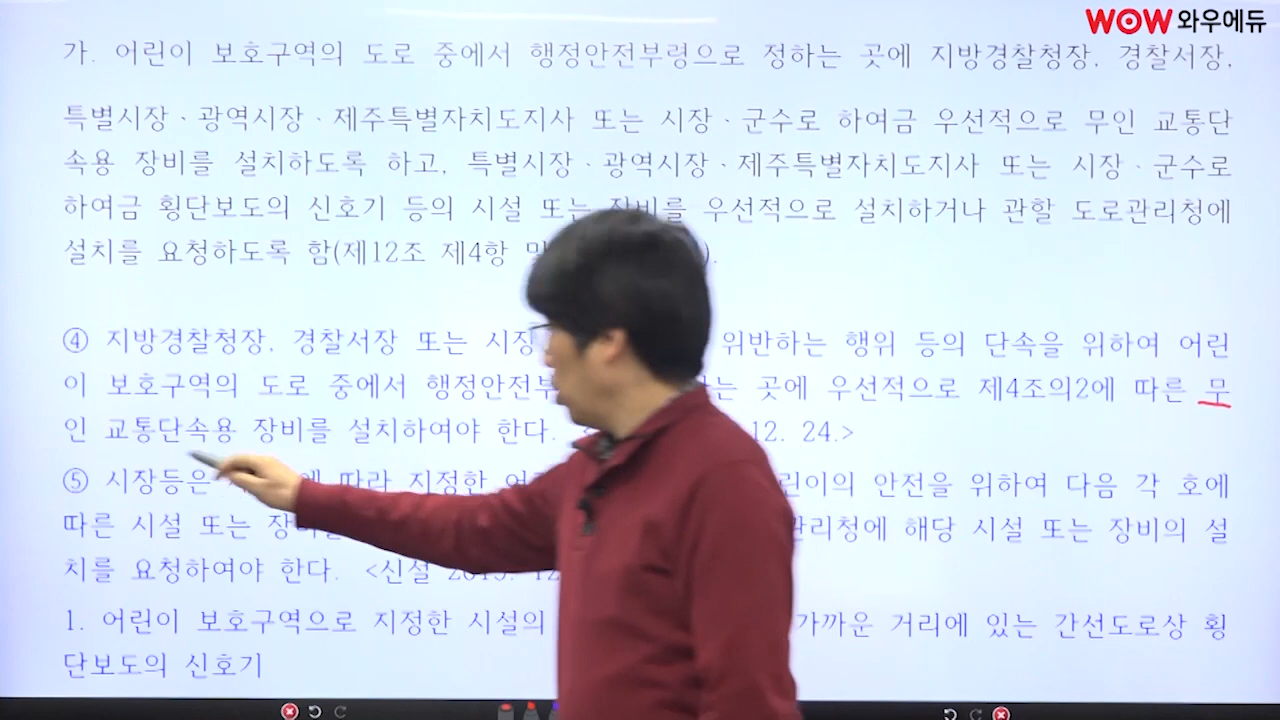 WOW 와우에듀
가. 어린이 보호구역의 도로 중에서 행정안전부령으로 정하는 곳에 지방경찰청장, 경찰서장,
특별시장ㆍ광역시장ㆍ제주특별자치도지사 또는 시장ㆍ군수로 하여금 우선적으로 무인 교통단
속용 장비를 설치하도록 하고, 특별시장ㆍ광역시장ㆍ제주특별자치도지사 또는 시장ㆍ군수로
하여금 횡단보도의 신호기 등의 시설 또는 장비를 우선적으로 설치하거나 관할 도로관리청에
설치를 요청하도록 함(제12조 제4항 ).
④ 지방경찰청장, 경찰서장 또는 시장 위반하는 행위 등의 단속을 위하여 어린
이 보호구역의 도로 중에서 행정안전부 는 곳에 우선적으로 제4조의2에 따른 무
인 교통단속용 장비를 설치하여야 한다. 12. 24.>
⑤ 시장등은 따라 지정한 린이의 안전을 위하여 다음 각 호에
따른 시설 또는 관리청에 해당 시설 또는 장비의 설
치를 요청하여야 한다. <신설
1. 어린이 보호구역으로 지정한 시설의 가까운 거리에 있는 간선도로상 횡
단보도의 신호기